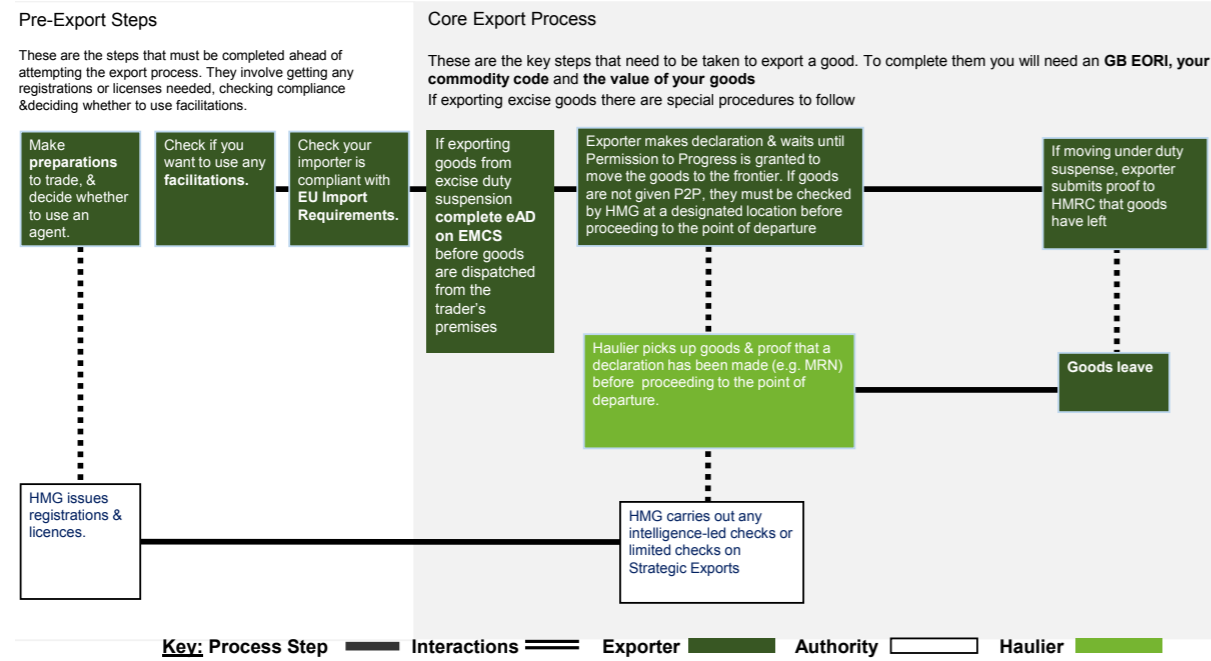 Pre-Export Steps
These are the steps that must be completed ahead of
attempting the export process. They involve getting any
registrations or licenses needed, checking compliance
&deciding whether to use facilitations.
Core Export Process
These are the key steps that need to be taken to export a good. To complete them you will need an GB EORI, your
commodity code and the value of your goods
If exporting excise goods there are special procedures to follow
Make
preparations
to trade, &
decide whether
to use an
agent.
Check if you
want to use any
facilitations.
Check your
importer is
compliant with
EU Import
Requirements.
If exporting
goods from
excise duty
suspension
complete eAD
on EMCS
before goods
are dispatched
from the
trader's
premises
Exporter makes declaration & waits until
Permission to Progress is granted to
move the goods to the frontier. If goods
are not given P2P, they must be checked
by HMG at a designated location before
proceeding to the point of departure
If moving under duty
suspense, exporter
submits proof to
HMRC that goods
have left
Haulier picks up goods & proof that a
declaration has been made (e.g. MRN)
before proceeding to the point of
departure.
Goods leave
HMG issues
registrations &
licences.
HMG carries out any
intelligence-led checks or
limited checks on
Strategic Exports
Key: Process Step Interactions Exporter Authority Haulier